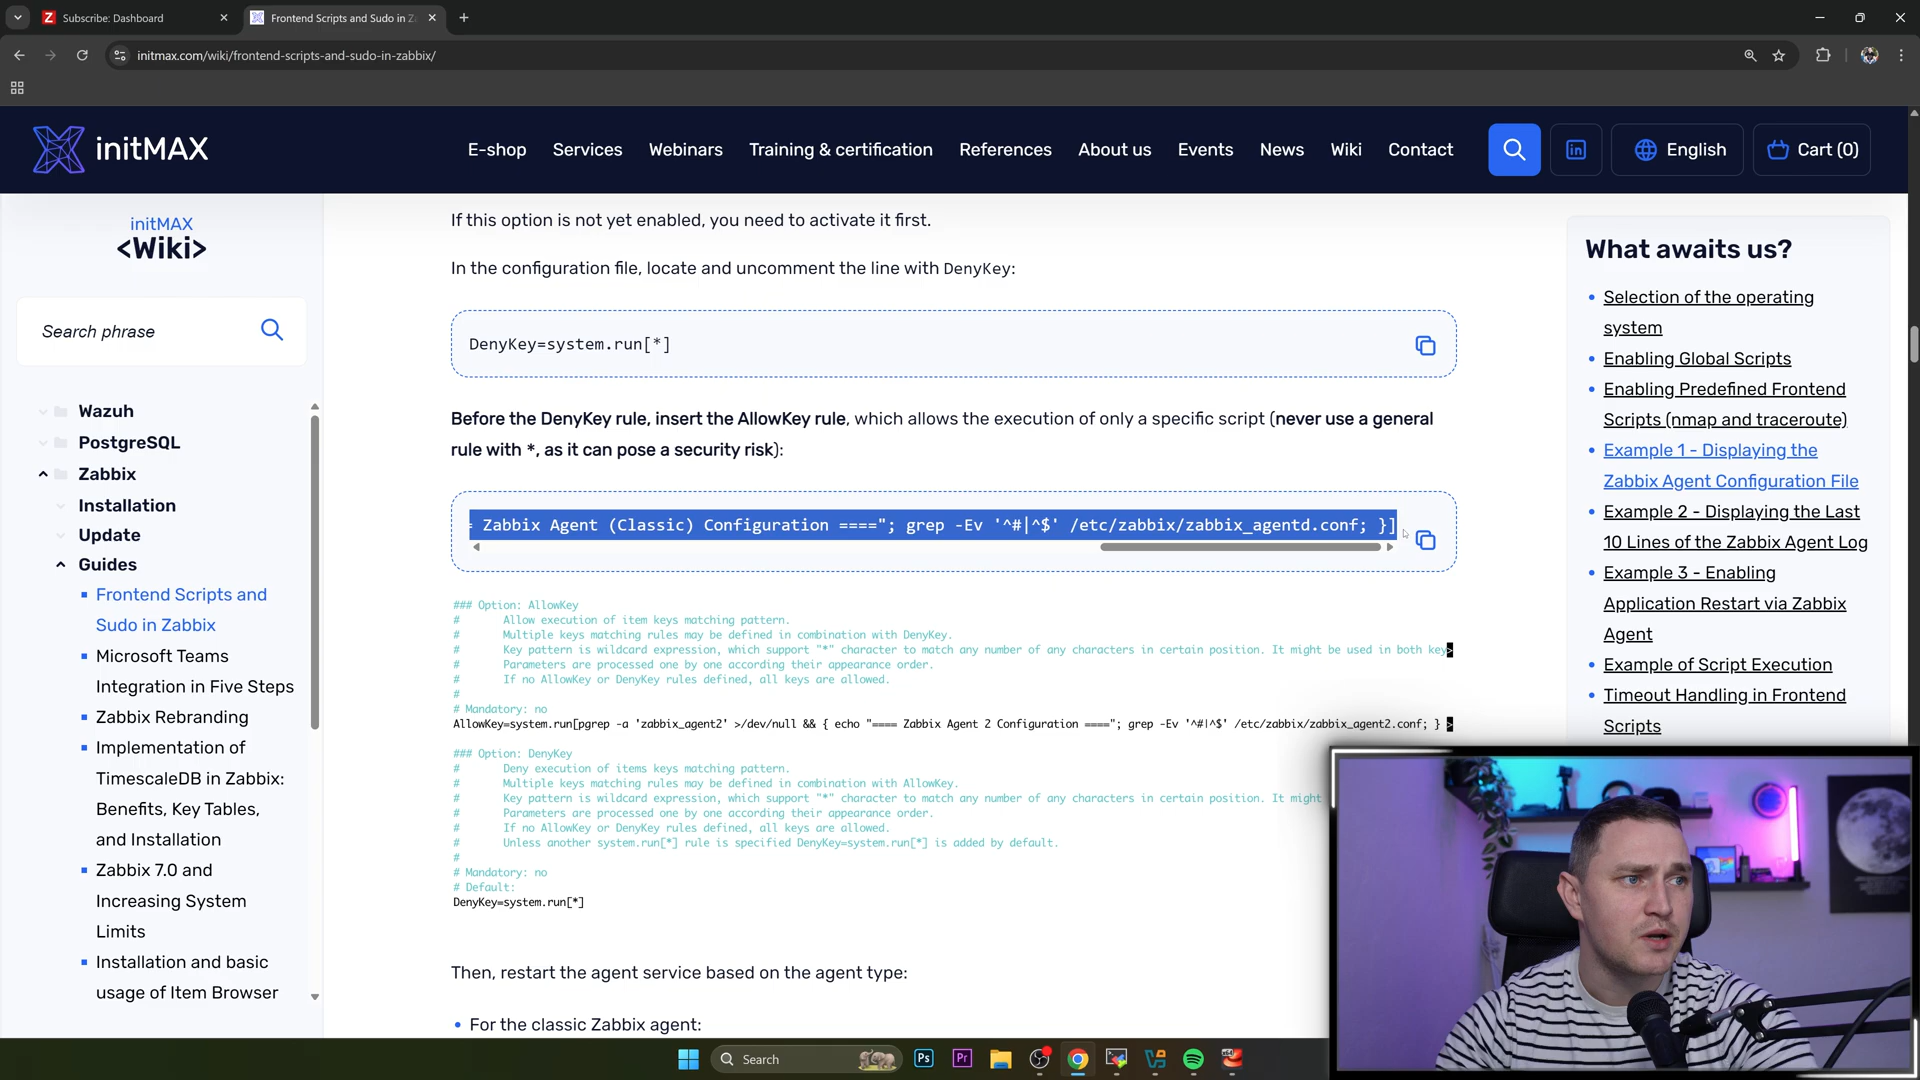 Subscribe: Dashboard
Frontend Scripts and Sudo in Z
initmax.com/wiki/frontend-scripts-and-sudo-in-zabbix/
initMAX
E-shop
Services
Webinars
Training & certification
References
About us
Events
News
Wiki
Contact
in
English
Cart (0)
initMAX
<Wiki>
Search phrase
Wazuh
PostgreSQL
Zabbix
Installation
Update
Guides
Frontend Scripts and
Sudo in Zabbix
Microsoft Teams
Integration in Five Steps
Zabbix Rebranding
Implementation of
TimescaleDB in Zabbix:
Benefits, Key Tables,
and Installation
Zabbix 7.0 and
Increasing System
Limits
Installation and basic
usage of Item Browser
If this option is not yet enabled, you need to activate it first.
In the configuration file, locate and uncomment the line with DenyKey:
DenyKey=system.run[*]
Before the DenyKey rule, insert the AllowKey rule, which allows the execution of only a specific script (never use a general
rule with *, as it can pose a security risk):
= Zabbix Agent (Classic) Configuration ===="; grep -Ev '^#|^$' /etc/zabbix/zabbix_agentd.conf; }]
### Option: AllowKey
# Allow execution of item keys matching pattern.
# Multiple keys matching rules may be defined in combination with DenyKey.
# Key pattern is wildcard expression, which support "*" character to match any number of any characters in certain position. It might be used in both key>
# Parameters are processed one by one according their appearance order.
# If no AllowKey or DenyKey rules defined, all keys are allowed.
#
# Mandatory: no
AllowKey=system.run[pgrep -a 'zabbix_agent2' >/dev/null && { echo "==== Zabbix Agent 2 Configuration ===="; grep -Ev '^#|^$' /etc/zabbix/zabbix_agent2.conf; } >
### Option: DenyKey
# Deny execution of items keys matching pattern.
# Multiple keys matching rules may be defined in combination with AllowKey.
# Key pattern is wildcard expression, which support "*" character to match any number of any characters in certain position. It might
# Parameters are processed one by one according their appearance order.
# If no AllowKey or DenyKey rules defined, all keys are allowed.
# Unless another system.run[*] rule is specified DenyKey=system.run[*] is added by default.
#
# Mandatory: no
# Default:
DenyKey=system.run[*]
Then, restart the agent service based on the agent type:
For the classic Zabbix agent:
What awaits us?
Selection of the operating
system
Enabling Global Scripts
Enabling Predefined Frontend
Scripts (nmap and traceroute)
Example 1 - Displaying the
Zabbix Agent Configuration File
Example 2 - Displaying the Last
10 Lines of the Zabbix Agent Log
Example 3 - Enabling
Application Restart via Zabbix
Agent
Example of Script Execution
Timeout Handling in Frontend
Scripts
Search
Ps
Pr